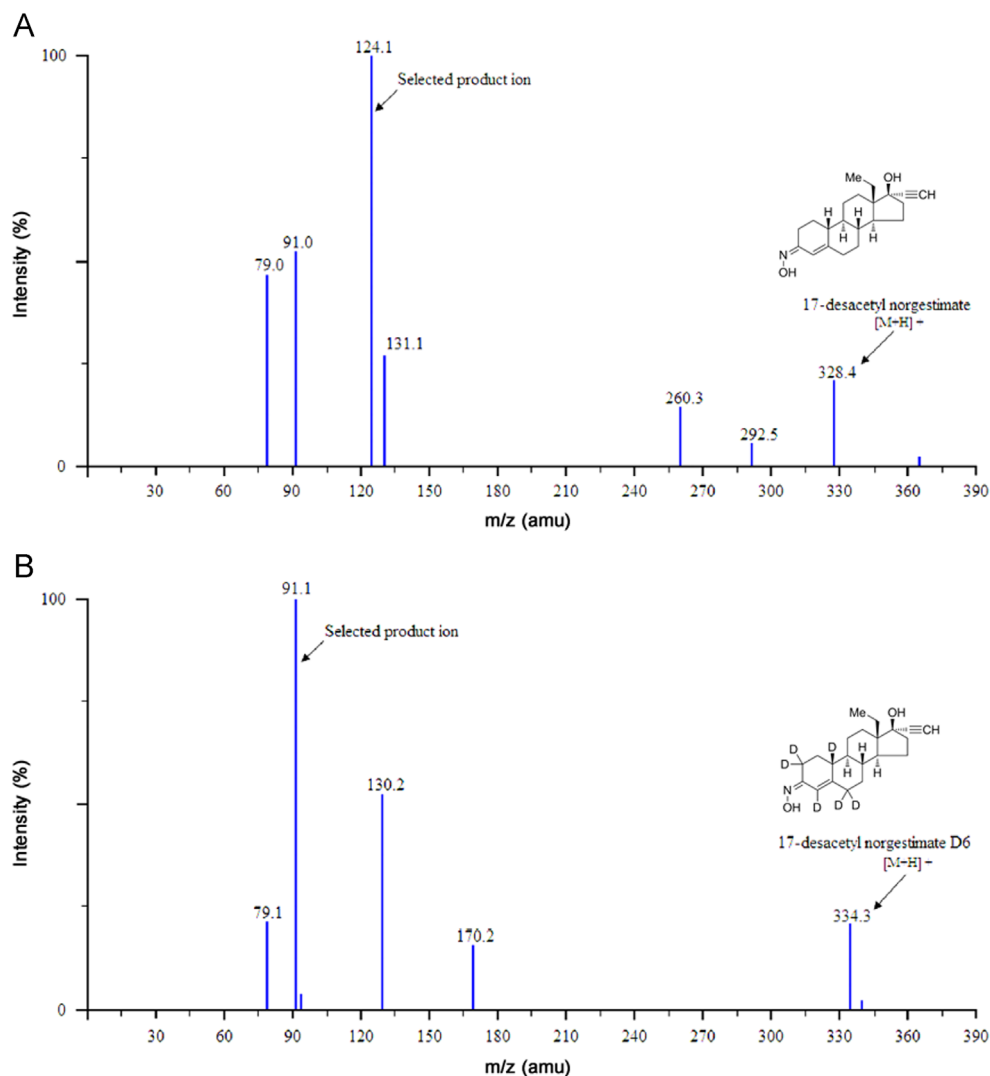 A
100
124.1
Selected product ion
Me
OH
CH
H
H
H
H
N
OH
91.0
79.0
17-desacetyl norgestimate
[M+H] +
131.1
328.4
260.3
292.5
0
Intensity (%)
30 60 90 120 150 180 210 240 270 300 330 360 390
m/z (amu)
B
91.1
100
Selected product ion
Me
OH
CH
D
D
D
H
H
H
N
OH
D
D
D
130.2
17-desacetyl norgestimate D6
[M+H] +
79.1
170.2
334.3
0
Intensity (%)
30 60 90 120 150 180 210 240 270 300 330 360 390
m/z (amu)